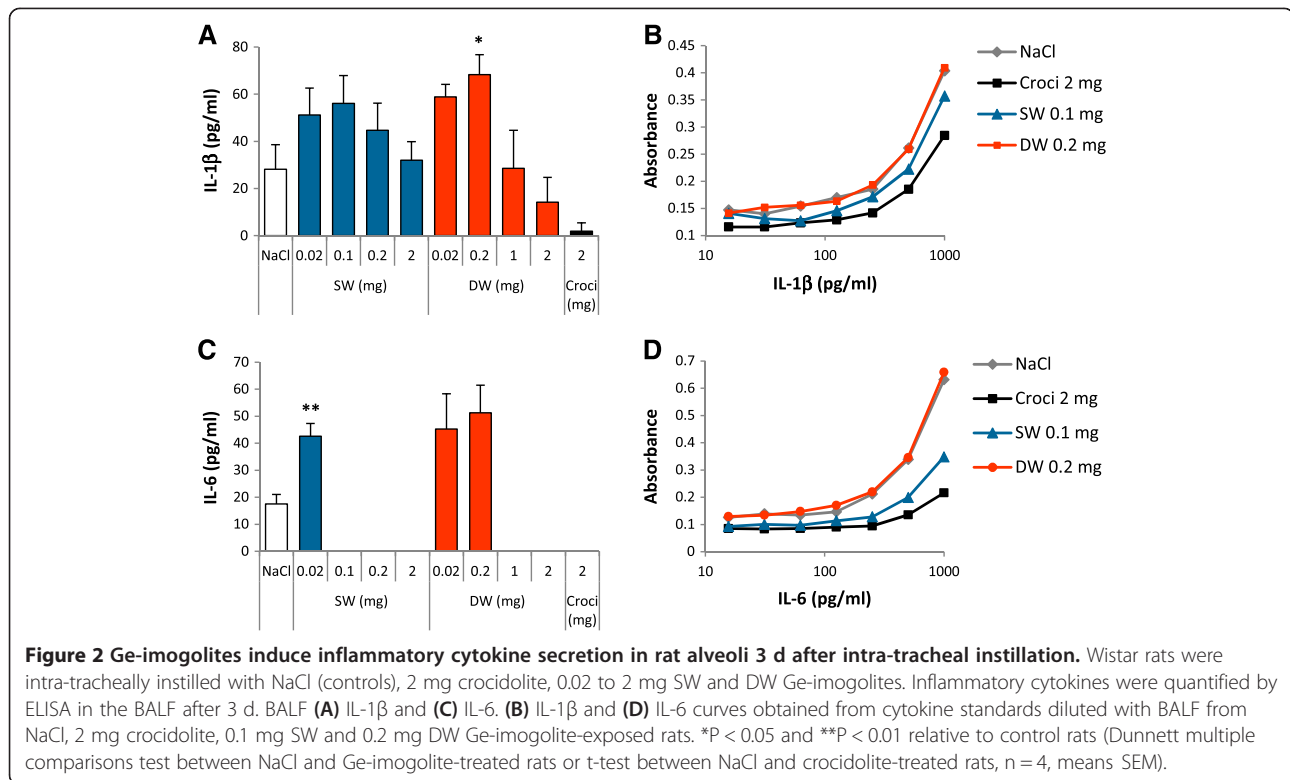 A
80
60
40
20
0
IL-1β (pg/ml)
*
NaCl 0.02 0.1 0.2 2 0.02 0.2 1 2 2
SW (mg) DW (mg) Croci
(mg)
B
0.45
0.4
0.35
0.3
0.25
0.2
0.15
0.1
Absorbance
10 100 1000
IL-1β (pg/ml)
NaCl
Croci 2 mg
SW 0.1 mg
DW 0.2 mg
C
70
60
50
40
30
20
10
0
IL-6 (pg/ml)
**
NaCl 0.02 0.1 0.2 2 0.02 0.2 1 2 2
SW (mg) DW (mg) Croci
(mg)
D
0.7
0.6
0.5
0.4
0.3
0.2
0.1
0
Absorbance
10 100 1000
IL-6 (pg/ml)
NaCl
Croci 2 mg
SW 0.1 mg
DW 0.2 mg
Figure 2 Ge-imogolites induce inflammatory cytokine secretion in rat alveoli 3 d after intra-tracheal instillation. Wistar rats were
intra-tracheally instilled with NaCl (controls), 2 mg crocidolite, 0.02 to 2 mg SW and DW Ge-imogolites. Inflammatory cytokines were quantified by
ELISA in the BALF after 3 d. BALF (A) IL-1β and (C) IL-6. (B) IL-1β and (D) IL-6 curves obtained from cytokine standards diluted with BALF from
NaCl, 2 mg crocidolite, 0.1 mg SW and 0.2 mg DW Ge-imogolite-exposed rats. *P < 0.05 and **P < 0.01 relative to control rats (Dunnett multiple
comparisons test between NaCl and Ge-imogolite-treated rats or t-test between NaCl and crocidolite-treated rats, n = 4, means SEM).